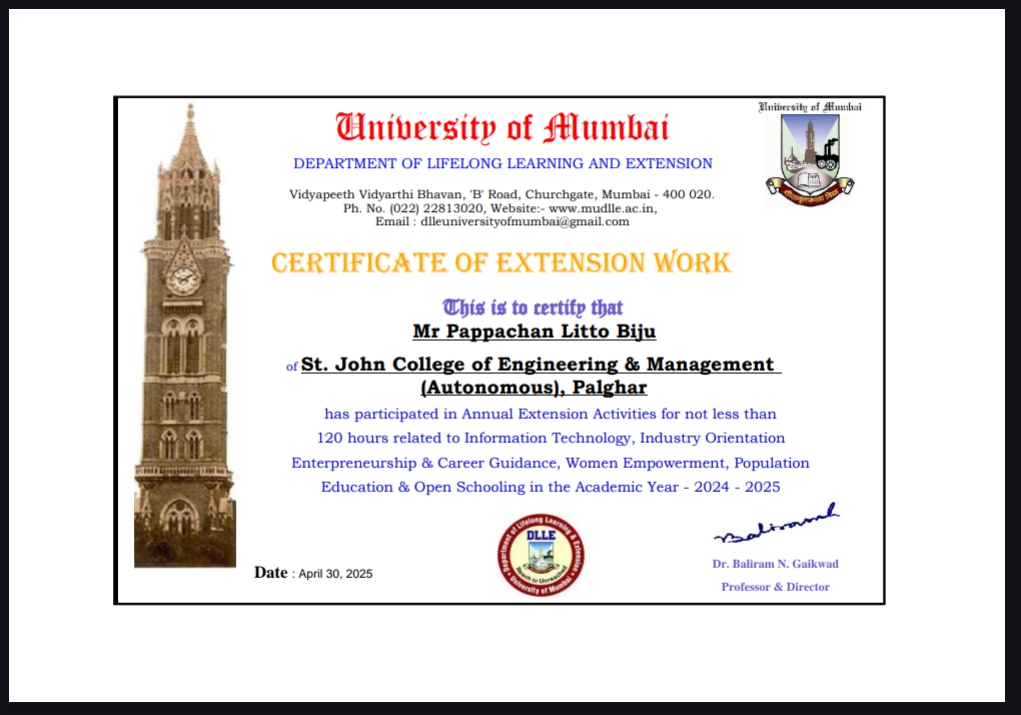 University of Mumbai
University of Mumbai
DEPARTMENT OF LIFELONG LEARNING AND EXTENSION
Vidyapeeth Vidyarthi Bhavan, 'B' Road, Churchgate, Mumbai - 400 020.
Ph. No. (022) 22813020, Website:- www.mudlle.ac.in,
Email : dlleuniversityofmumbai@gmail.com
CERTIFICATE OF EXTENSION WORK
This is to certify that
Mr Pappachan Litto Biju
of St. John College of Engineering & Management
(Autonomous), Palghar
has participated in Annual Extension Activities for not less than
120 hours related to Information Technology, Industry Orientation
Enterpreneurship & Career Guidance, Women Empowerment, Population
Education & Open Schooling in the Academic Year - 2024 - 2025
Department of Lifelong Learning & Extension
DLLE
Reach to Unreached
University of Mumbai
Baliram
Dr. Baliram N. Gaikwad
Professor & Director
Date : April 30, 2025